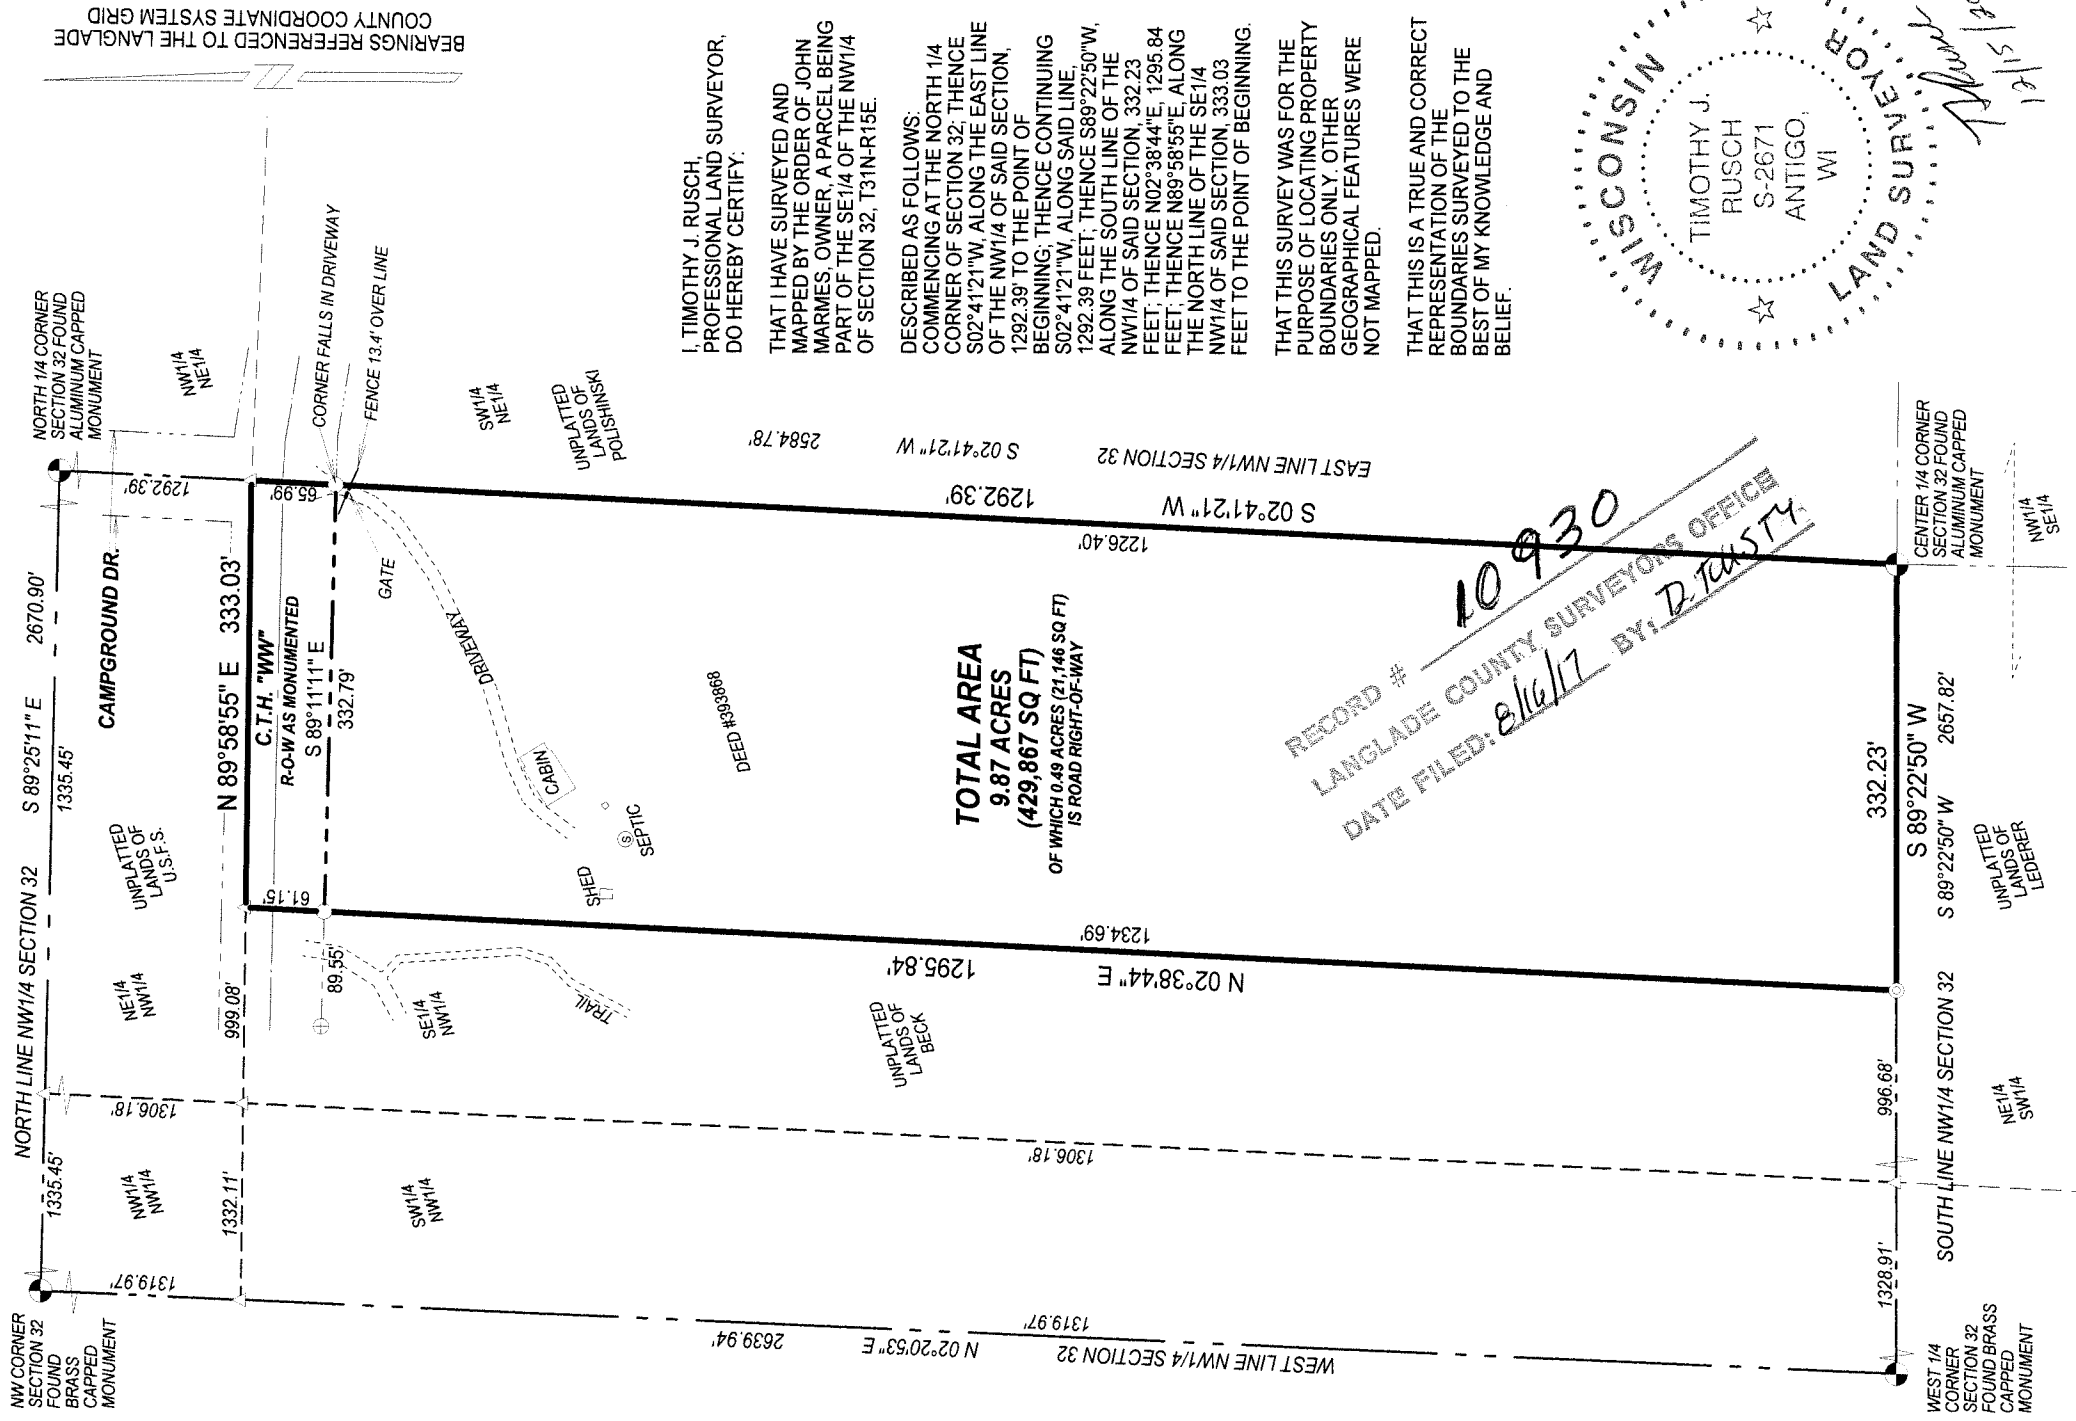 BEARINGS REFERENCED TO THE LANGLADE
COUNTY COORDINATE SYSTEM GRID
NORTH 1/4 CORNER
SECTION 32 FOUND
ALUMINUM CAPPED
MONUMENT
NW1/4
NE1/4
CORNER FALLS IN DRIVEWAY
FENCE 13.4' OVER LINE
SW1/4
NE1/4
UNPLATTED
LANDS OF
POLISHINSKI
NORTH LINE NW1/4 SECTION 32 S 89°25'11" E 2670.90'
1335.45'
1335.45'
CAMPGROUND DR.
1292.39'
N 89°58'55" E 333.03'
C.T.H. "WW"
R-O-W AS MONUMENTED
S 89°11'11" E
332.79'
65.99'
61.15'
GATE
DRIVEWAY
CABIN
SEPTIC
S
SHED
DEED #393868
UNPLATTED
LANDS OF
U.S.F.S.
NE1/4
NW1/4
NW1/4
NW1/4
999.08'
1332.11'
89.55'
SE1/4
NW1/4
TRAIL
SW1/4
NW1/4
1306.18'
1306.18'
1319.97'
NW CORNER
SECTION 32
FOUND
BRASS
CAPPED
MONUMENT
TOTAL AREA
9.87 ACRES
(429,867 SQ FT)
OF WHICH 0.49 ACRES (21,146 SQ FT)
IS ROAD RIGHT-OF-WAY
EAST LINE NW1/4 SECTION 32 S 02°41'21" W 2584.78'
S 02°41'21" W 1292.39'
1226.40'
1234.69'
N 02°38'44" E 1295.84'
UNPLATTED
LANDS OF
BECK
WEST LINE NW1/4 SECTION 32 N 02°20'53" E 2639.94'
1319.97'
RECORD # 10930
LANGLADE COUNTY SURVEYORS OFFICE
DATE FILED: 8/16/17 BY: D. TOUSTY
332.23'
S 89°22'50" W
SOUTH LINE NW1/4 SECTION 32 S 89°22'50" W 2657.82'
996.68'
1328.91'
UNPLATTED
LANDS OF
LEDERER
NE1/4
SW1/4
NW1/4
SE1/4
CENTER 1/4 CORNER
SECTION 32 FOUND
ALUMINUM CAPPED
MONUMENT
WEST 1/4
CORNER
SECTION 32
FOUND BRASS
CAPPED
MONUMENT
I, TIMOTHY J. RUSCH,
PROFESSIONAL LAND SURVEYOR,
DO HEREBY CERTIFY:
THAT I HAVE SURVEYED AND
MAPPED BY THE ORDER OF JOHN
MARMES, OWNER, A PARCEL BEING
PART OF THE SE1/4 OF THE NW1/4
OF SECTION 32, T31N-R15E.
DESCRIBED AS FOLLOWS:
COMMENCING AT THE NORTH 1/4
CORNER OF SECTION 32; THENCE
S02°41'21"W, ALONG THE EAST LINE
OF THE NW1/4 OF SAID SECTION,
1292.39' TO THE POINT OF
BEGINNING; THENCE CONTINUING
S02°41'21"W, ALONG SAID LINE,
1292.39 FEET; THENCE S89°22'50"W,
ALONG THE SOUTH LINE OF THE
NW1/4 OF SAID SECTION, 332.23
FEET; THENCE N02°38'44"E, 1295.84
FEET; THENCE N89°58'55"E, ALONG
THE NORTH LINE OF THE SE1/4
NW1/4 OF SAID SECTION, 333.03
FEET TO THE POINT OF BEGINNING.
THAT THIS SURVEY WAS FOR THE
PURPOSE OF LOCATING PROPERTY
BOUNDARIES ONLY. OTHER
GEOGRAPHICAL FEATURES WERE
NOT MAPPED.
THAT THIS IS A TRUE AND CORRECT
REPRESENTATION OF THE
BOUNDARIES SURVEYED TO THE
BEST OF MY KNOWLEDGE AND
BELIEF.
WISCONSIN
TIMOTHY J.
RUSCH
S-2671
ANTIGO,
WI
LAND SURVEYOR